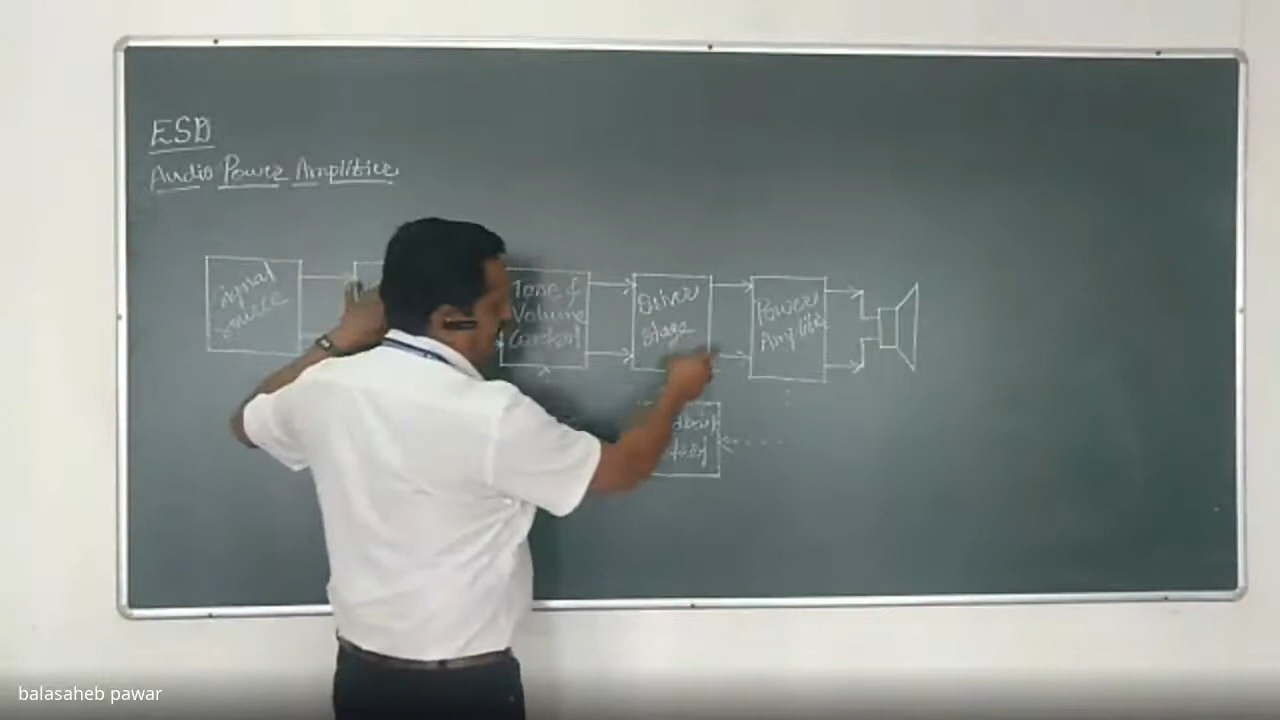 ESD
Audio Power Amplifier
Signal
Source
Tone &
Volume
Control
Driver
Stage
Power
Amplifier
balasaheb pawar